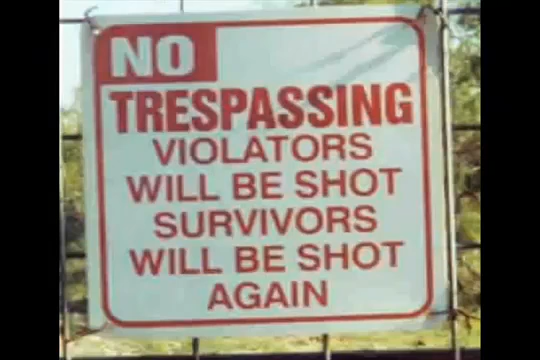 NO
TRESPASSING
VIOLATORS
WILL BE SHOT
SURVIVORS
WILL BE SHOT
AGAIN